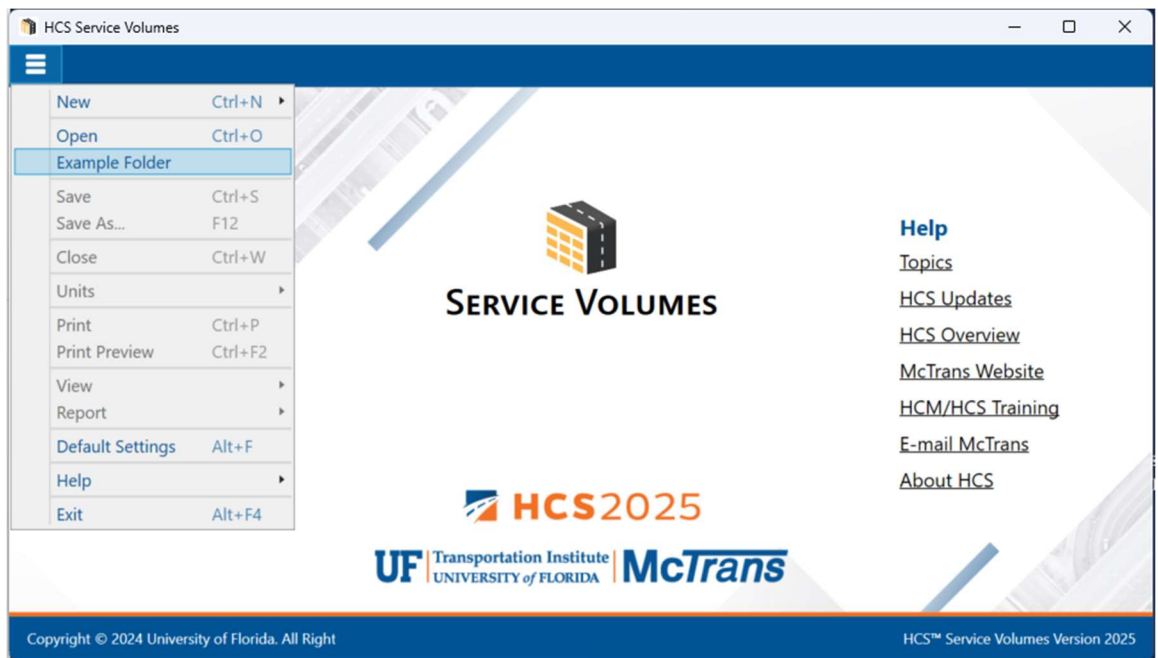 HCS Service Volumes
New Ctrl+N
Open Ctrl+O
Example Folder
Save Ctrl+S
Save As... F12
Close Ctrl+W
Units
Print Ctrl+P
Print Preview Ctrl+F2
View
Report
Default Settings Alt+F
Help
Exit Alt+F4
SERVICE VOLUMES
HCS2025
UF Transportation Institute McTrans
UNIVERSITY of FLORIDA
Help
Topics
HCS Updates
HCS Overview
McTrans Website
HCM/HCS Training
E-mail McTrans
About HCS
Copyright © 2024 University of Florida. All Right
HCS™ Service Volumes Version 2025